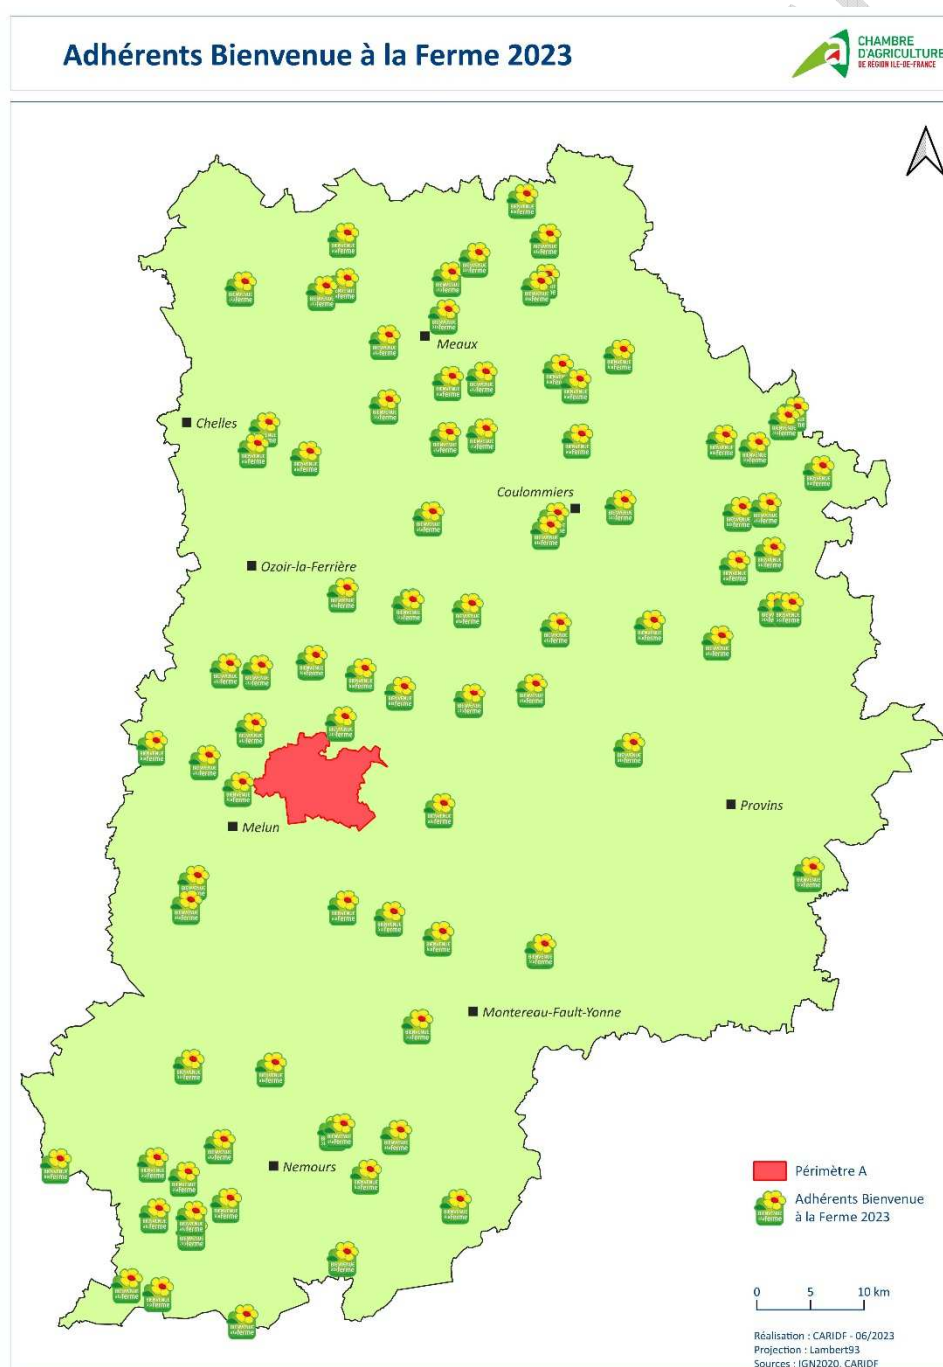 Adhérents Bienvenue à la Ferme 2023
CHAMBRE
D'AGRICULTURE
DE RÉGION ILE-DE-FRANCE
Meaux
Chelles
Coulommiers
Ozoir-la-Ferrière
Provins
Melun
Montereau-Fault-Yonne
Nemours
Périmètre A
Adhérents Bienvenue
à la Ferme 2023
0 5 10 km
Réalisation : CARIDF - 06/2023
Projection : Lambert93
Sources : IGN2020, CARIDF